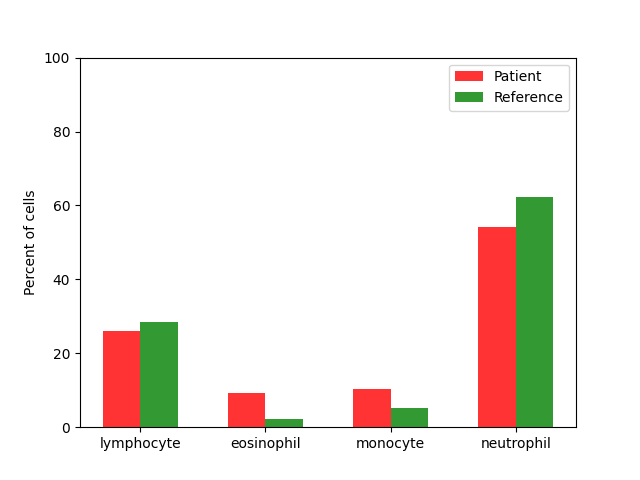 100
80
60
40
20
0
Percent of cells
Patient
Reference
lymphocyte
eosinophil
monocyte
neutrophil